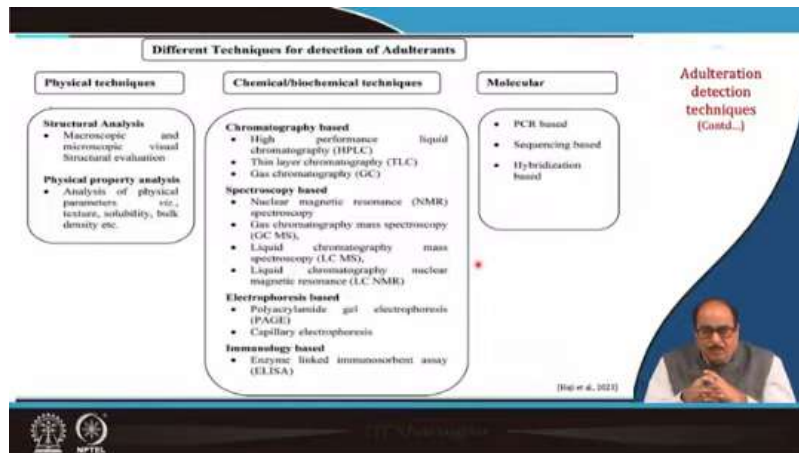 Different Techniques for detection of Adulterants
Physical techniques
Structural Analysis
• Macroscopic and
microscopic visual
Structural evaluation
Physical property analysis
• Analysis of physical
parameters viz.,
texture, solubility, bulk
density etc.
Chemical/biochemical techniques
Chromatography based
• High performance liquid
chromatography (HPLC)
• Thin layer chromatography (TLC)
• Gas chromatography (GC)
Spectroscopy based
• Nuclear magnetic resonance (NMR)
spectroscopy
• Gas chromatography mass spectroscopy
(GC MS),
• Liquid chromatography mass
spectroscopy (LC MS),
• Liquid chromatography nuclear
magnetic resonance (LC NMR)
Electrophoresis based
• Polyacrylamide gel electrophoresis
(PAGE)
• Capillary electrophoresis
Immunology based
• Enzyme linked immunosorbent assay
(ELISA)
Molecular
• PCR based
• Sequencing based
• Hybridization
based
Adulteration
detection
techniques
(Contd...)
et al., 2023]
NPTEL
IIT Kharagpur